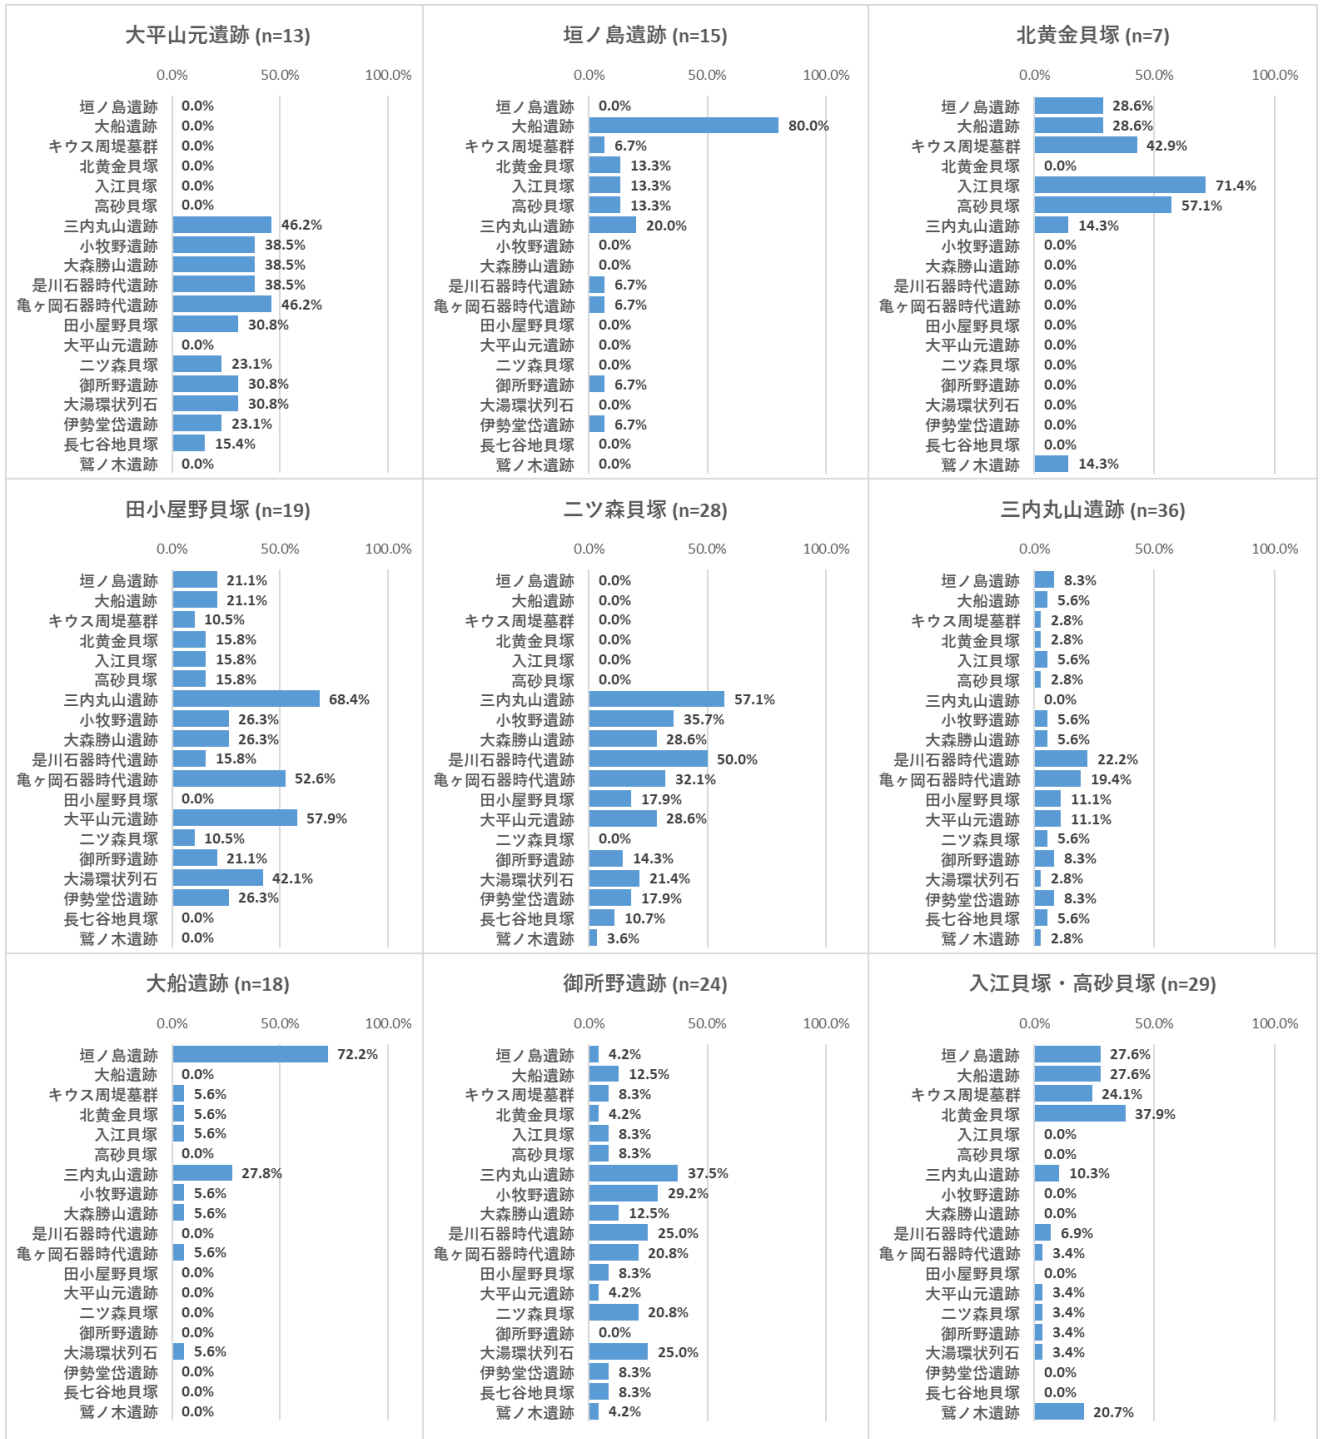 大平山元遺跡 (n=13)
0.0% 50.0% 100.0%
垣ノ島遺跡 0.0%
大船遺跡 0.0%
キウス周堤墓群 0.0%
北黄金貝塚 0.0%
入江貝塚 0.0%
高砂貝塚 0.0%
三内丸山遺跡 46.2%
小牧野遺跡 38.5%
大森勝山遺跡 38.5%
是川石器時代遺跡 38.5%
亀ヶ岡石器時代遺跡 46.2%
田小屋野貝塚 30.8%
大平山元遺跡 0.0%
二ツ森貝塚 23.1%
御所野遺跡 30.8%
大湯環状列石 30.8%
伊勢堂岱遺跡 23.1%
長七谷地貝塚 15.4%
鷲ノ木遺跡 0.0%
垣ノ島遺跡 (n=15)
0.0% 50.0% 100.0%
垣ノ島遺跡 0.0%
大船遺跡 80.0%
キウス周堤墓群 6.7%
北黄金貝塚 13.3%
入江貝塚 13.3%
高砂貝塚 13.3%
三内丸山遺跡 20.0%
小牧野遺跡 0.0%
大森勝山遺跡 0.0%
是川石器時代遺跡 6.7%
亀ヶ岡石器時代遺跡 6.7%
田小屋野貝塚 0.0%
大平山元遺跡 0.0%
二ツ森貝塚 0.0%
御所野遺跡 6.7%
大湯環状列石 0.0%
伊勢堂岱遺跡 6.7%
長七谷地貝塚 0.0%
鷲ノ木遺跡 0.0%
北黄金貝塚 (n=7)
0.0% 50.0% 100.0%
垣ノ島遺跡 28.6%
大船遺跡 28.6%
キウス周堤墓群 42.9%
北黄金貝塚 0.0%
入江貝塚 71.4%
高砂貝塚 57.1%
三内丸山遺跡 14.3%
小牧野遺跡 0.0%
大森勝山遺跡 0.0%
是川石器時代遺跡 0.0%
亀ヶ岡石器時代遺跡 0.0%
田小屋野貝塚 0.0%
大平山元遺跡 0.0%
二ツ森貝塚 0.0%
御所野遺跡 0.0%
大湯環状列石 0.0%
伊勢堂岱遺跡 0.0%
長七谷地貝塚 0.0%
鷲ノ木遺跡 14.3%
田小屋野貝塚 (n=19)
0.0% 50.0% 100.0%
垣ノ島遺跡 21.1%
大船遺跡 21.1%
キウス周堤墓群 10.5%
北黄金貝塚 15.8%
入江貝塚 15.8%
高砂貝塚 15.8%
三内丸山遺跡 68.4%
小牧野遺跡 26.3%
大森勝山遺跡 26.3%
是川石器時代遺跡 15.8%
亀ヶ岡石器時代遺跡 52.6%
田小屋野貝塚 0.0%
大平山元遺跡 57.9%
二ツ森貝塚 10.5%
御所野遺跡 21.1%
大湯環状列石 42.1%
伊勢堂岱遺跡 26.3%
長七谷地貝塚 0.0%
鷲ノ木遺跡 0.0%
二ツ森貝塚 (n=28)
0.0% 50.0% 100.0%
垣ノ島遺跡 0.0%
大船遺跡 0.0%
キウス周堤墓群 0.0%
北黄金貝塚 0.0%
入江貝塚 0.0%
高砂貝塚 0.0%
三内丸山遺跡 57.1%
小牧野遺跡 35.7%
大森勝山遺跡 28.6%
是川石器時代遺跡 50.0%
亀ヶ岡石器時代遺跡 32.1%
田小屋野貝塚 17.9%
大平山元遺跡 28.6%
二ツ森貝塚 0.0%
御所野遺跡 14.3%
大湯環状列石 21.4%
伊勢堂岱遺跡 17.9%
長七谷地貝塚 10.7%
鷲ノ木遺跡 3.6%
三内丸山遺跡 (n=36)
0.0% 50.0% 100.0%
垣ノ島遺跡 8.3%
大船遺跡 5.6%
キウス周堤墓群 2.8%
北黄金貝塚 2.8%
入江貝塚 5.6%
高砂貝塚 2.8%
三内丸山遺跡 0.0%
小牧野遺跡 5.6%
大森勝山遺跡 5.6%
是川石器時代遺跡 22.2%
亀ヶ岡石器時代遺跡 19.4%
田小屋野貝塚 11.1%
大平山元遺跡 11.1%
二ツ森貝塚 5.6%
御所野遺跡 8.3%
大湯環状列石 2.8%
伊勢堂岱遺跡 8.3%
長七谷地貝塚 5.6%
鷲ノ木遺跡 2.8%
大船遺跡 (n=18)
0.0% 50.0% 100.0%
垣ノ島遺跡 72.2%
大船遺跡 0.0%
キウス周堤墓群 5.6%
北黄金貝塚 5.6%
入江貝塚 5.6%
高砂貝塚 0.0%
三内丸山遺跡 27.8%
小牧野遺跡 5.6%
大森勝山遺跡 5.6%
是川石器時代遺跡 0.0%
亀ヶ岡石器時代遺跡 5.6%
田小屋野貝塚 0.0%
大平山元遺跡 0.0%
二ツ森貝塚 0.0%
御所野遺跡 0.0%
大湯環状列石 5.6%
伊勢堂岱遺跡 0.0%
長七谷地貝塚 0.0%
鷲ノ木遺跡 0.0%
御所野遺跡 (n=24)
0.0% 50.0% 100.0%
垣ノ島遺跡 4.2%
大船遺跡 12.5%
キウス周堤墓群 8.3%
北黄金貝塚 4.2%
入江貝塚 8.3%
高砂貝塚 8.3%
三内丸山遺跡 37.5%
小牧野遺跡 29.2%
大森勝山遺跡 12.5%
是川石器時代遺跡 25.0%
亀ヶ岡石器時代遺跡 20.8%
田小屋野貝塚 8.3%
大平山元遺跡 4.2%
二ツ森貝塚 20.8%
御所野遺跡 0.0%
大湯環状列石 25.0%
伊勢堂岱遺跡 8.3%
長七谷地貝塚 8.3%
鷲ノ木遺跡 4.2%
入江貝塚・高砂貝塚 (n=29)
0.0% 50.0% 100.0%
垣ノ島遺跡 27.6%
大船遺跡 27.6%
キウス周堤墓群 24.1%
北黄金貝塚 37.9%
入江貝塚 0.0%
高砂貝塚 0.0%
三内丸山遺跡 10.3%
小牧野遺跡 0.0%
大森勝山遺跡 0.0%
是川石器時代遺跡 6.9%
亀ヶ岡石器時代遺跡 3.4%
田小屋野貝塚 0.0%
大平山元遺跡 3.4%
二ツ森貝塚 3.4%
御所野遺跡 3.4%
大湯環状列石 3.4%
伊勢堂岱遺跡 0.0%
長七谷地貝塚 0.0%
鷲ノ木遺跡 20.7%